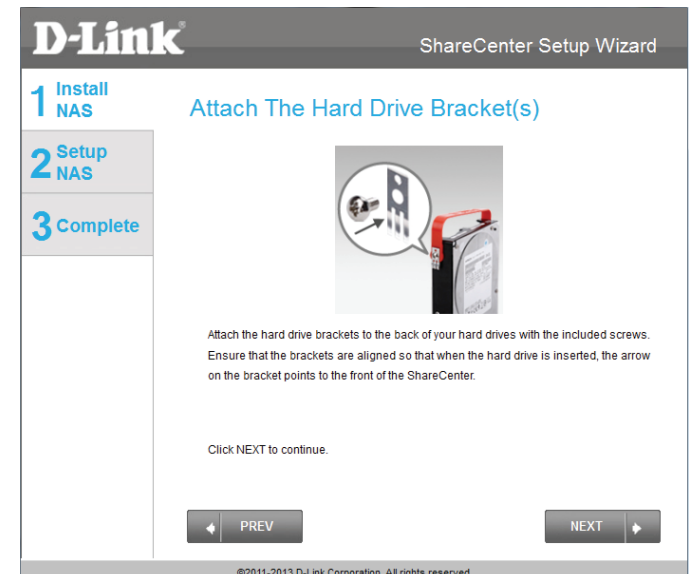 D-Link
ShareCenter Setup Wizard
1 Install
NAS
2 Setup
NAS
3 Complete
Attach The Hard Drive Bracket(s)
Attach the hard drive brackets to the back of your hard drives with the included screws.
Ensure that the brackets are aligned so that when the hard drive is inserted, the arrow
on the bracket points to the front of the ShareCenter.
Click NEXT to continue.
PREV
NEXT
©2011-2013 D-Link Corporation. All rights reserved.